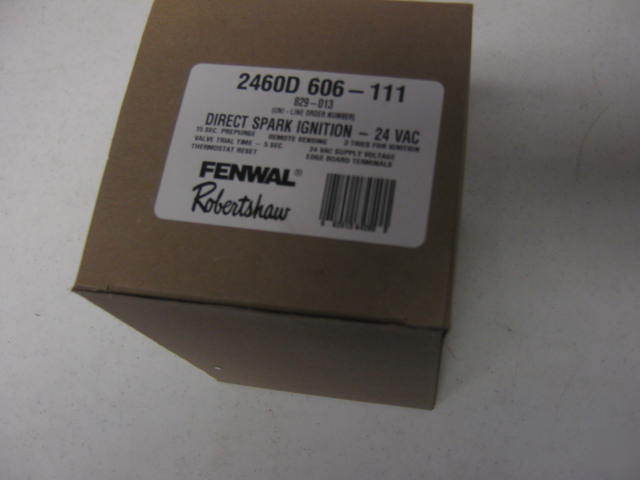 2460D 606-111
829-013
(UNI-LINE ORDER NUMBER)
DIRECT SPARK IGNITION - 24 VAC
15 SEC. PREPURGE REMOTE SENSING 3 TRIES FOR IGNITION
VALVE TRIAL TIME - 5 SEC 24 VAC SUPPLY VOLTAGE
THERMOSTAT RESET EDGE BOARD TERMINALS
FENWAL®
Robertshaw